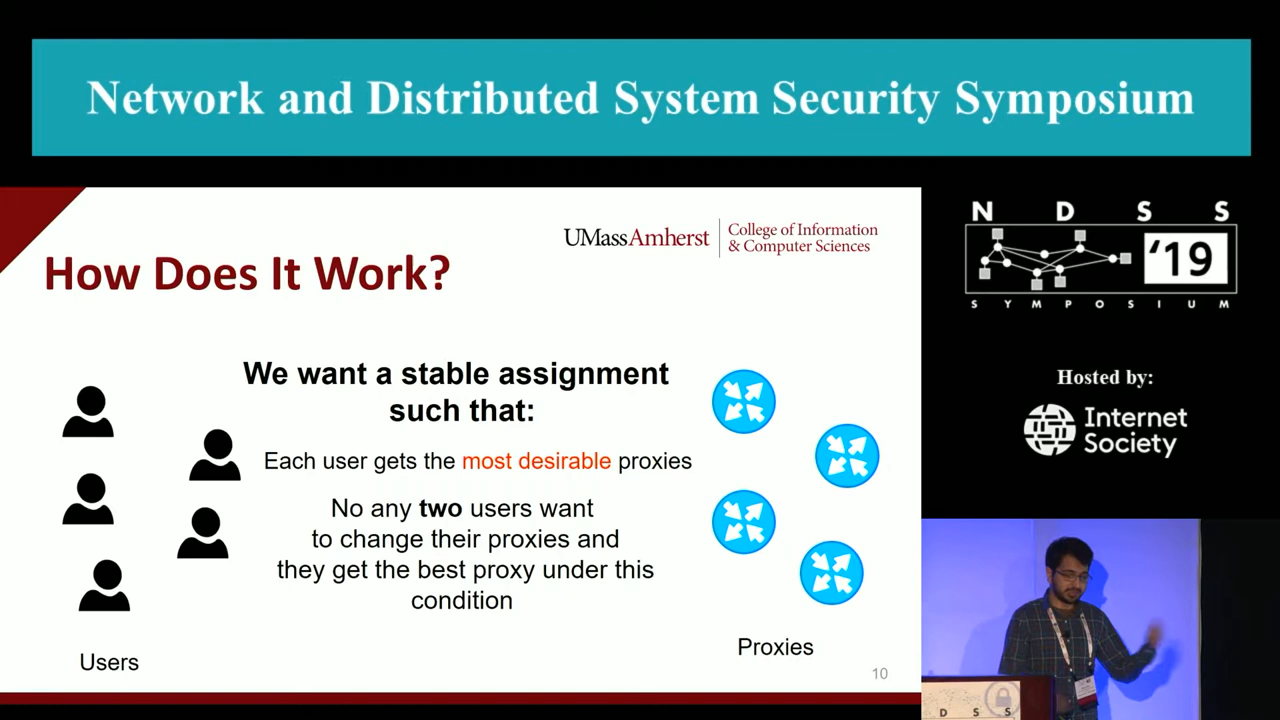 Network and Distributed System Security Symposium
UMassAmherst
College of Information
& Computer Sciences
How Does It Work?
We want a stable assignment
such that:
Each user gets the most desirable proxies
No any two users want
to change their proxies and
they get the best proxy under this
condition
Users
Proxies
10
N D S S
'19
S Y M P O S I U M
Hosted by:
Internet
Society
D S S